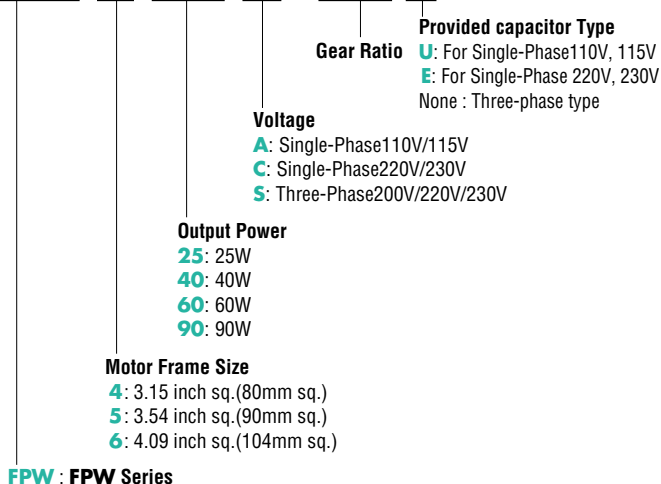 Provided capacitor Type
Gear Ratio
U: For Single-Phase110V, 115V
E: For Single-Phase 220V, 230V
None : Three-phase type
Voltage
A: Single-Phase110V/115V
C: Single-Phase220V/230V
S: Three-Phase200V/220V/230V
Output Power
25: 25W
40: 40W
60: 60W
90: 90W
Motor Frame Size
4: 3.15 inch sq.(80mm sq.)
5: 3.54 inch sq.(90mm sq.)
6: 4.09 inch sq.(104mm sq.)
FPW : FPW Series